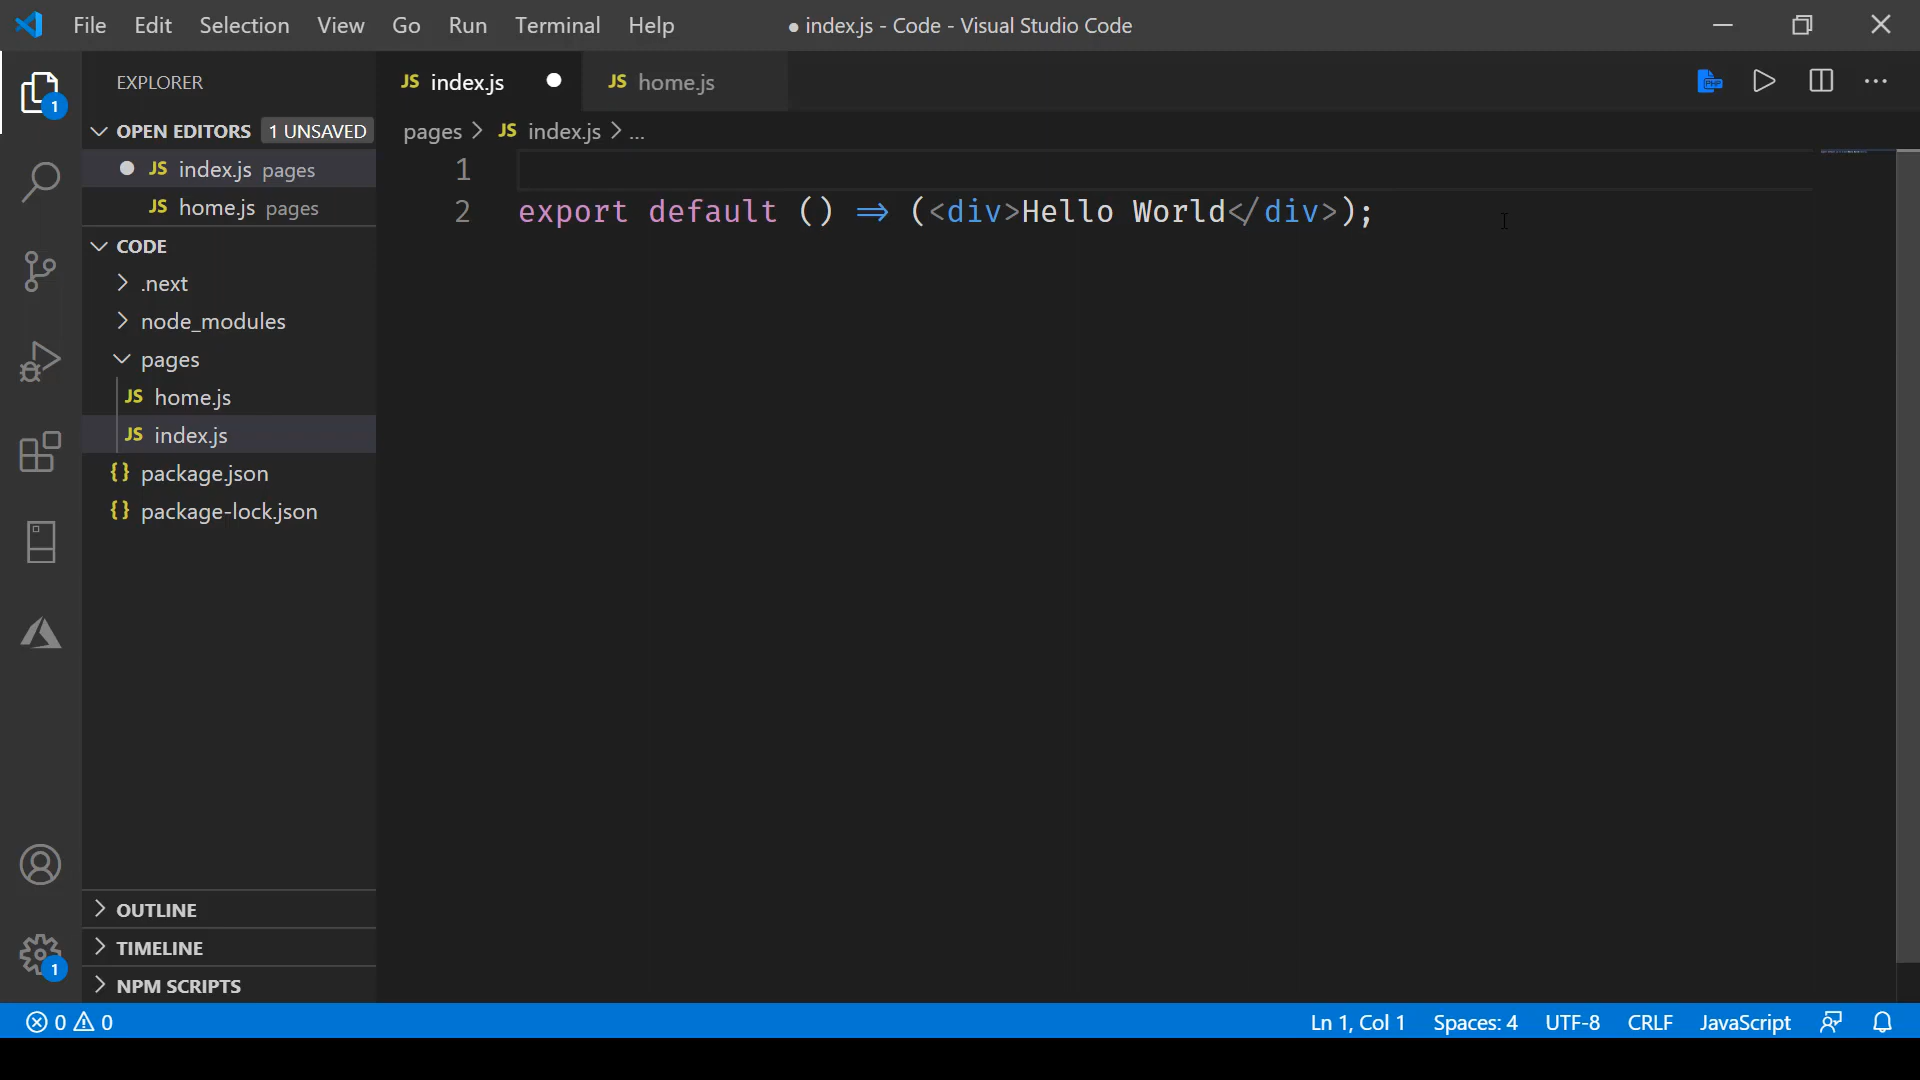 File Edit Selection View Go Run Terminal Help ● index.js - Code - Visual Studio Code
EXPLORER
OPEN EDITORS 1 UNSAVED
JS index.js pages
JS home.js pages
CODE
.next
node_modules
pages
JS home.js
JS index.js
{} package.json
{} package-lock.json
OUTLINE
TIMELINE
NPM SCRIPTS
1
1
JS index.js
JS home.js
PHP
pages > JS index.js > ...
1
2 export default () => (<div>Hello World</div>);
0 0 Ln 1, Col 1 Spaces: 4 UTF-8 CRLF JavaScript